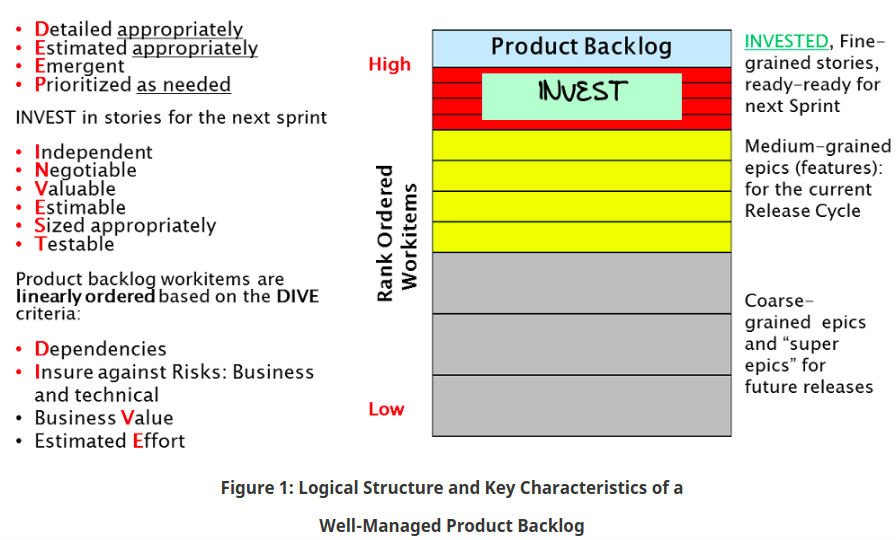 • Detailed appropriately
• Estimated appropriately
• Emergent
• Prioritized as needed
INVEST in stories for the next sprint
• Independent
• Negotiable
• Valuable
• Estimable
• Sized appropriately
• Testable
Product backlog workitems are
linearly ordered based on the DIVE
criteria:
• Dependencies
• Insure against Risks: Business
and technical
• Business Value
• Estimated Effort
High
Rank Ordered
Workitems
Low
Product Backlog
INVEST
INVESTED, Fine-
grained stories,
ready-ready for
next Sprint
Medium-grained
epics (features):
for the current
Release Cycle
Coarse-
grained epics
and “super
epics” for
future releases
Figure 1: Logical Structure and Key Characteristics of a
Well-Managed Product Backlog